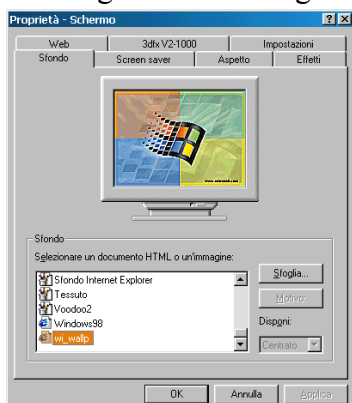 Proprietà - Schermo
Web 3dfx V2-1000 Impostazioni
Sfondo Screen saver Aspetto Effetti
Sfondo
Selezionare un documento HTML o un'immagine:
Sfondo Internet Explorer
Tessuto
Voodoo2
Windows98
wi_wallp
Sfoglia...
Motivo...
Disponi:
Centrato
OK Annulla Applica